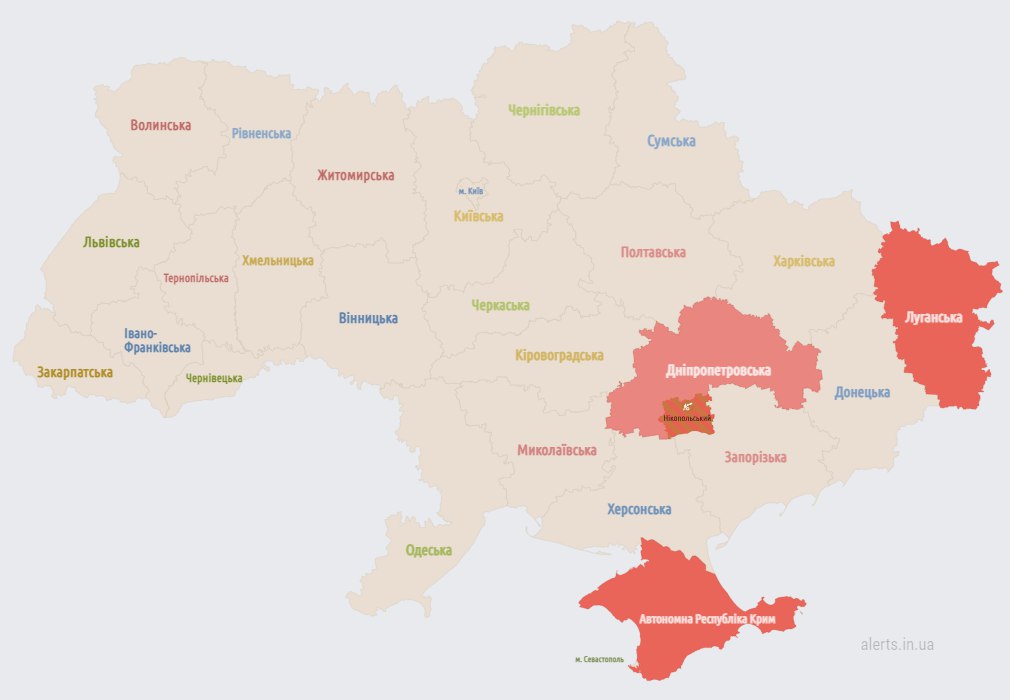 Чернігівська
Волинська
Рівненська
Сумська
Житомирська
м. Київ
Київська
Львівська
Полтавська
Хмельницька
Харківська
Тернопільська
Черкаська
Луганська
Вінницька
Івано-
Франківська
Кіровоградська
Закарпатська
Дніпропетровська
Чернівецька
Донецька
Нікопольський
Миколаївська
Запорізька
Херсонська
Одеська
Автономна Республіка Крим
alerts.in.ua
м. Севастополь